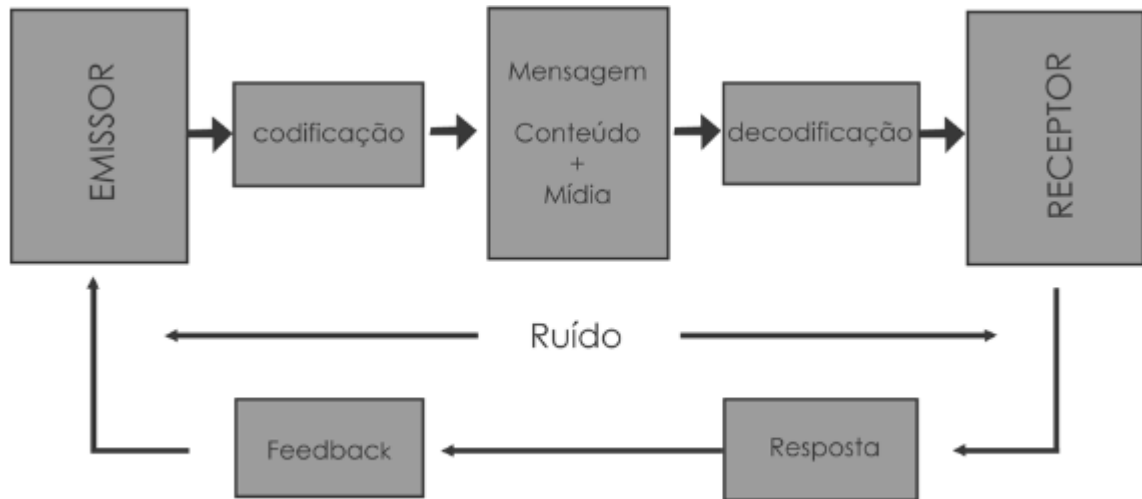 EMISSOR
codificação
Mensagem
Conteúdo
+
Mídia
decodificação
RECEPTOR
Ruído
Feedback
Resposta